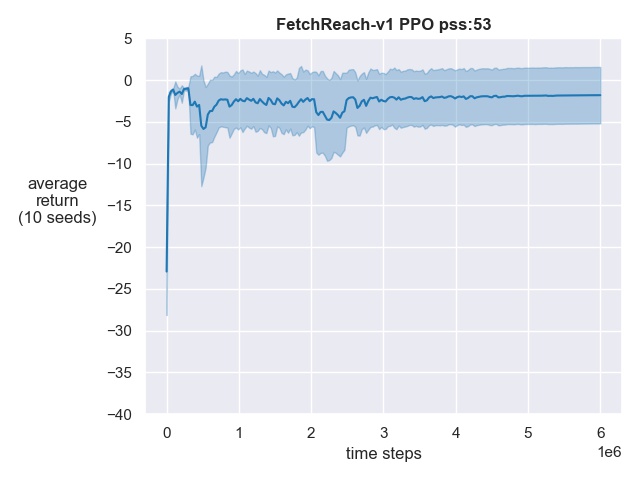 FetchReach-v1 PPO pss:53
5
0
−5
−10
−15
−20
−25
−30
−35
−40
average
return
(10 seeds)
0 1 2 3 4 5 6
1e6
time steps